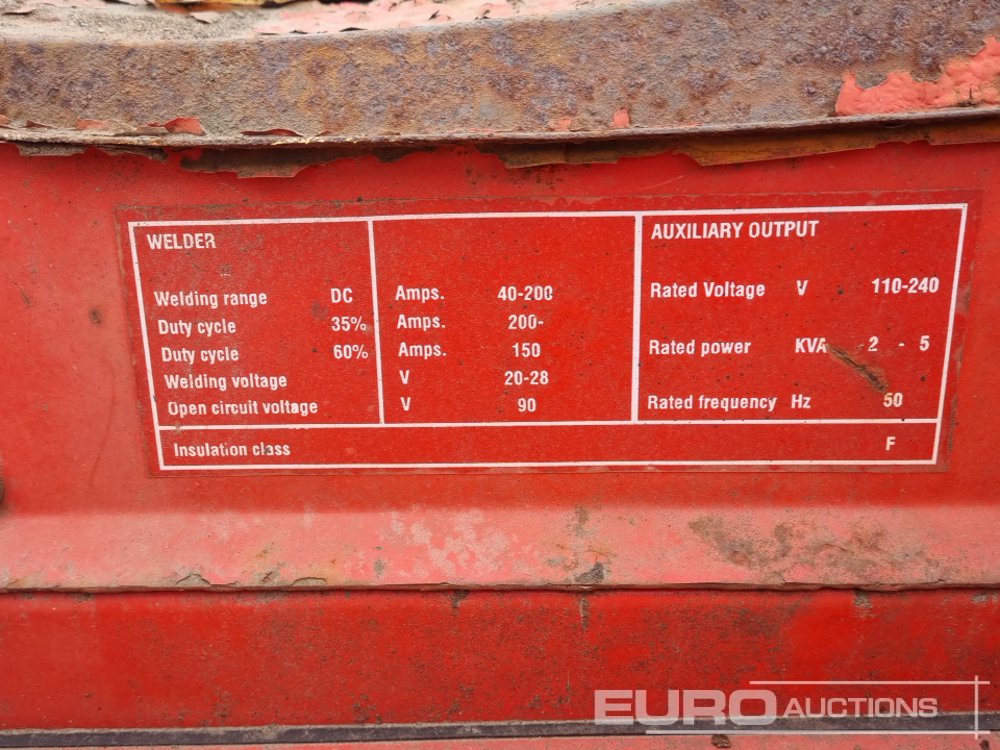 WELDER
Welding range DC Amps. 40-200
Duty cycle 35% Amps. 200-
Duty cycle 60% Amps. 150
Welding voltage V 20-28
Open circuit voltage V 90
AUXILIARY OUTPUT
Rated Voltage V 110-240
Rated power KVA 2 - 5
Rated frequency Hz 50
Insulation class F
EURO AUCTIONS